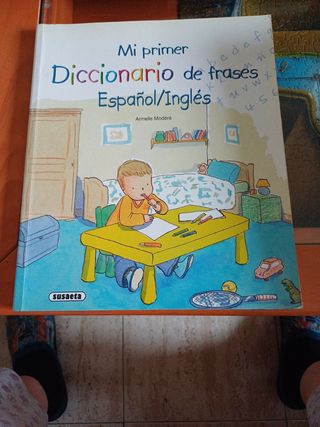 Mi primer
Diccionario de frases
Español/Inglés
Armelle Modéré
susaeta